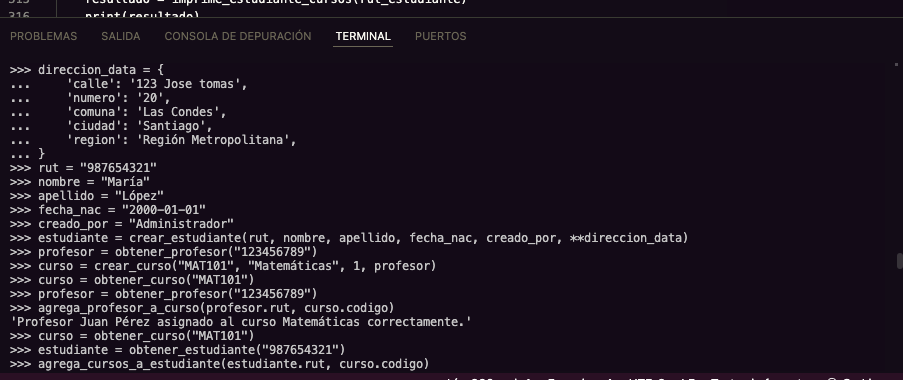 315 resultado = imprime_estudiante_cursos(rut_estudiante)
316 print(resultado)
PROBLEMAS SALIDA CONSOLA DE DEPURACIÓN TERMINAL PUERTOS
>>> direccion_data = {
...     'calle': '123 Jose tomas',
...     'numero': '20',
...     'comuna': 'Las Condes',
...     'ciudad': 'Santiago',
...     'region': 'Región Metropolitana',
... }
>>> rut = "987654321"
>>> nombre = "María"
>>> apellido = "López"
>>> fecha_nac = "2000-01-01"
>>> creado_por = "Administrador"
>>> estudiante = crear_estudiante(rut, nombre, apellido, fecha_nac, creado_por, **direccion_data)
>>> profesor = obtener_profesor("123456789")
>>> curso = crear_curso("MAT101", "Matemáticas", 1, profesor)
>>> curso = obtener_curso("MAT101")
>>> profesor = obtener_profesor("123456789")
>>> agrega_profesor_a_curso(profesor.rut, curso.codigo)
'Profesor Juan Pérez asignado al curso Matemáticas correctamente.'
>>> curso = obtener_curso("MAT101")
>>> estudiante = obtener_estudiante("987654321")
>>> agrega_cursos_a_estudiante(estudiante.rut, curso.codigo)